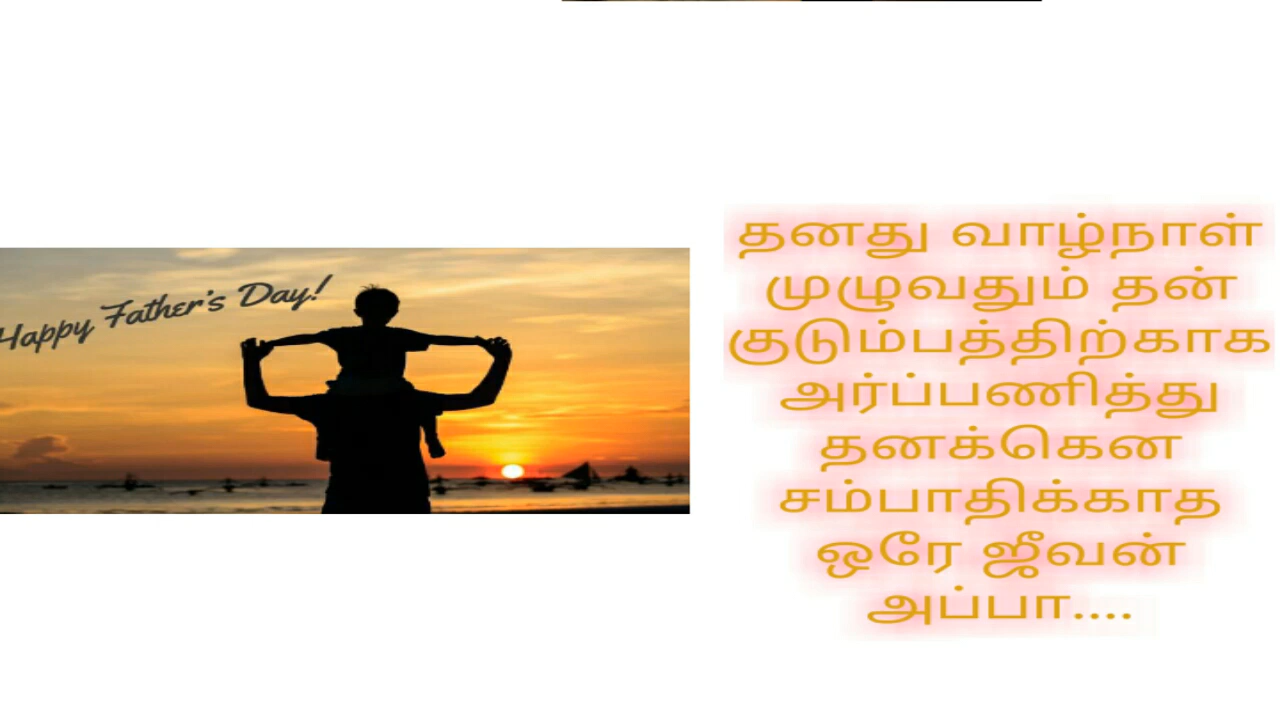 Happy Father's Day!
தனது வாழ்நாள்
முழுவதும் தன்
குடும்பத்திற்காக
அர்ப்பணித்து
தனக்கென
சம்பாதிக்காத
ஒரே ஜீவன்
அப்பா....